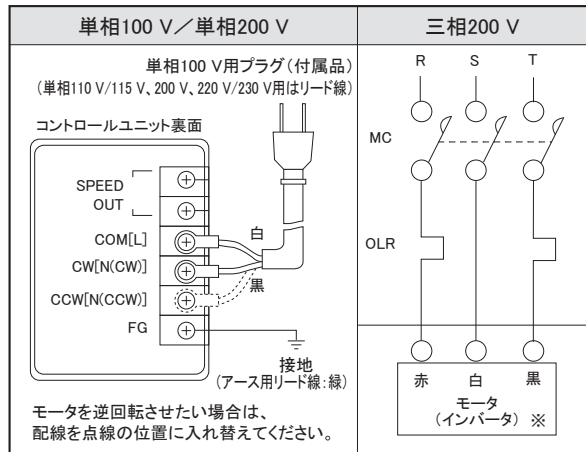 単相100 V／単相200 V
単相100 V用プラグ（付属品）
（単相110 V/115 V、200 V、220 V/230 V用はリード線）
コントロールユニット裏面
SPEED
OUT
COM[L]
CW[N(CW)]
CCW[N(CCW)]
FG
白
黒
接地
（アース用リード線：緑）
モータを逆回転させたい場合は、
配線を点線の位置に入れ替えてください。
三相200 V
R S T
MC
OLR
赤 白 黒
モータ
（インバータ） ※